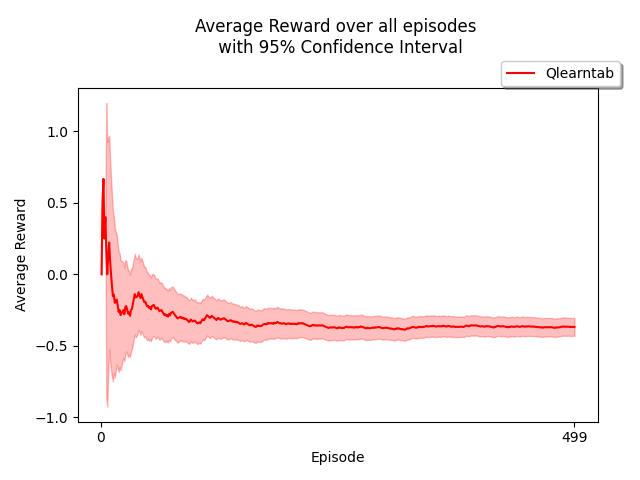 Average Reward over all episodes
with 95% Confidence Interval
Qlearntab
1.0
0.5
0.0
−0.5
−1.0
Average Reward
0
499
Episode